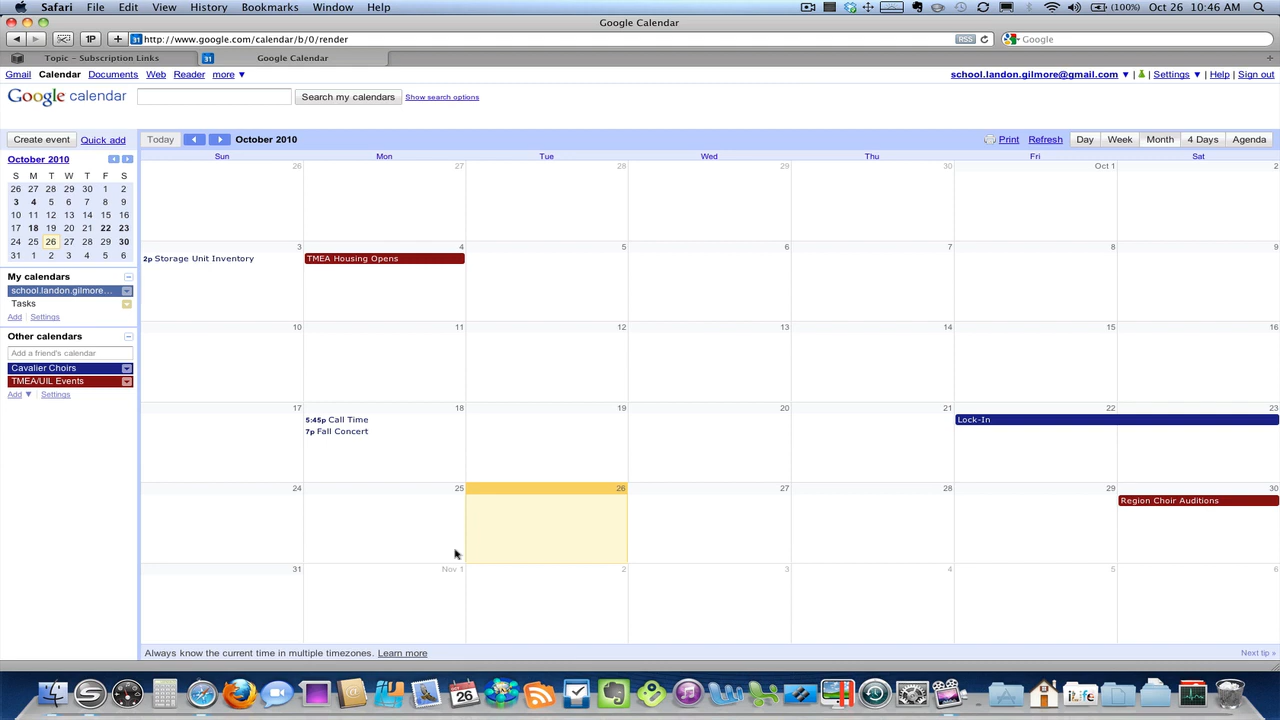 Safari File Edit View History Bookmarks Window Help (100%) Oct 26 10:46 AM
Google Calendar
1P http://www.google.com/calendar/b/0/render RSS Google
Topic – Subscription Links 31 Google Calendar
Gmail Calendar Documents Web Reader more ▼ school.landon.gilmore@gmail.com ▼ | Settings ▼ | Help | Sign out
Google calendar Search my calendars Show search options
Create event Quick add Today October 2010 Print Refresh Day Week Month 4 Days Agenda
October 2010
S M T W T F S
26 27 28 29 30 1 2
3 4 5 6 7 8 9
10 11 12 13 14 15 16
17 18 19 20 21 22 23
24 25 26 27 28 29 30
31 1 2 3 4 5 6
My calendars
school.landon.gilmore...
Tasks
Add Settings
Other calendars
Add a friend's calendar
Cavalier Choirs
TMEA/UIL Events
Add ▼ Settings
Sun Mon Tue Wed Thu Fri Sat
26 27 28 29 30 Oct 1 2
3 4 5 6 7 8 9
2p Storage Unit Inventory TMEA Housing Opens
10 11 12 13 14 15 16
17 18 19 20 21 22 23
5:45p Call Time Lock-In
7p Fall Concert
24 25 26 27 28 29 30
Region Choir Auditions
31 Nov 1 2 3 4 5 6
Always know the current time in multiple timezones. Learn more Next tip »
OCT 26 iLife